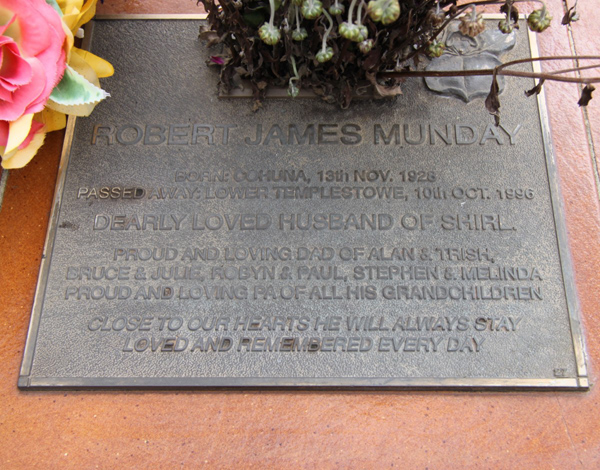 ROBERT JAMES MUNDAY
BORN: COHUNA, 13TH NOV. 1926
PASSED AWAY: LOWER TEMPLESTOWE, 10TH OCT. 1996
DEARLY LOVED HUSBAND OF SHIRL.
PROUD AND LOVING DAD OF ALAN & TRISH,
BRUCE & JULIE, ROBYN & PAUL, STEPHEN & MELINDA
PROUD AND LOVING PA OF ALL HIS GRANDCHILDREN
CLOSE TO OUR HEARTS HE WILL ALWAYS STAY
LOVED AND REMEMBERED EVERY DAY